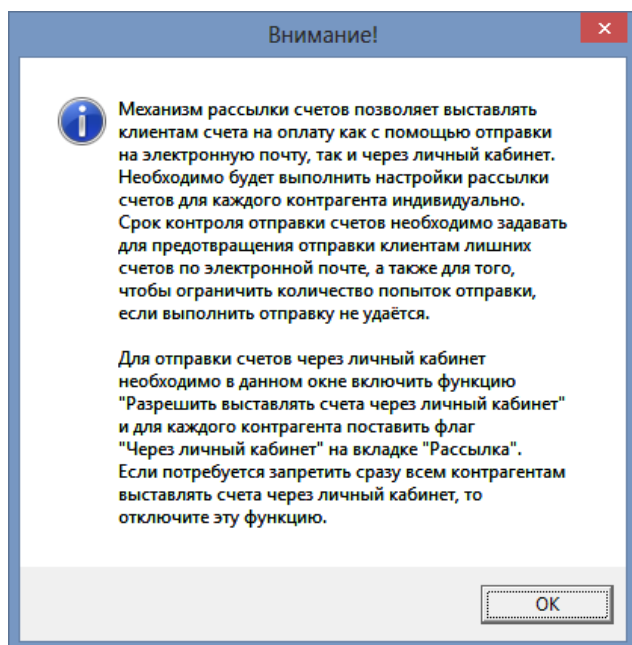 Внимание!
Механизм рассылки счетов позволяет выставлять
клиентам счета на оплату как с помощью отправки
на электронную почту, так и через личный кабинет.
Необходимо будет выполнить настройки рассылки
счетов для каждого контрагента индивидуально.
Срок контроля отправки счетов необходимо задавать
для предотвращения отправки клиентам лишних
счетов по электронной почте, а также для того,
чтобы ограничить количество попыток отправки,
если выполнить отправку не удаётся.
Для отправки счетов через личный кабинет
необходимо в данном окне включить функцию
"Разрешить выставлять счета через личный кабинет"
и для каждого контрагента поставить флаг
"Через личный кабинет" на вкладке "Рассылка".
Если потребуется запретить сразу всем контрагентам
выставлять счета через личный кабинет, то
отключите эту функцию.
ОК